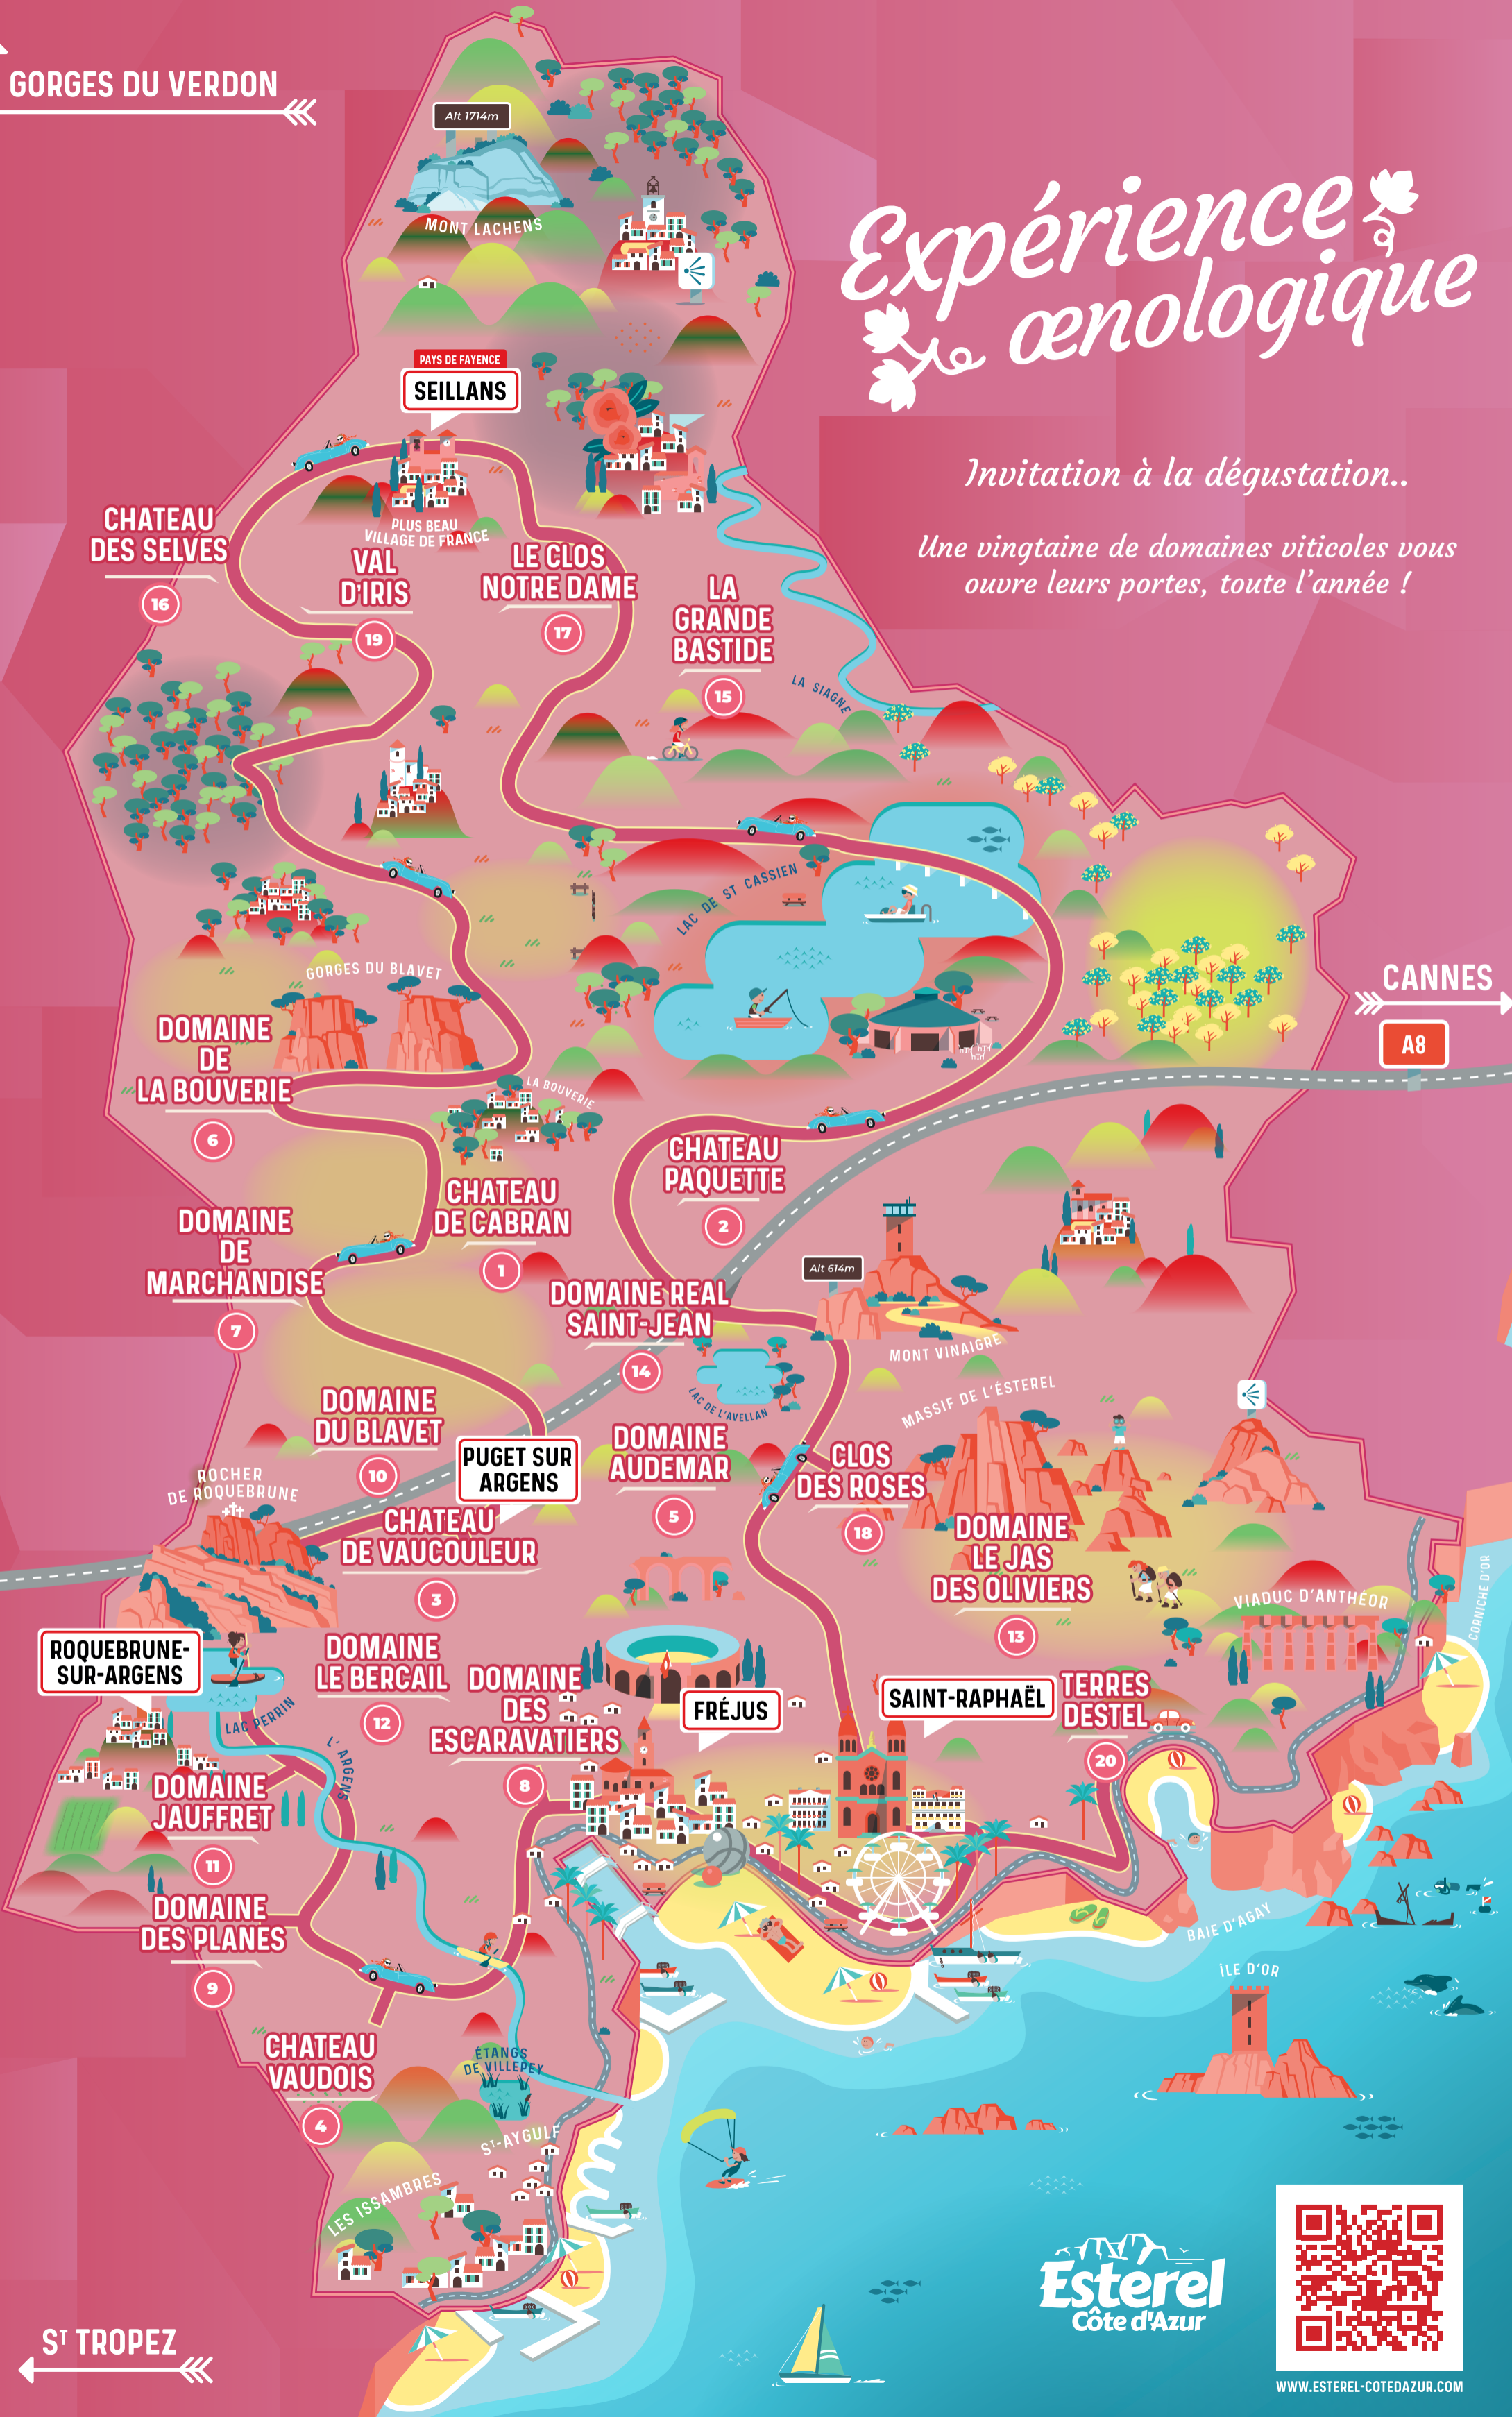 GORGES DU VERDON
Alt 1714m
MONT LACHENS
Expérience
œnologique
Invitation à la dégustation..
Une vingtaine de domaines viticoles vous
ouvre leurs portes, toute l'année !
PAYS DE FAYENCE
SEILLANS
PLUS BEAU
VILLAGE DE FRANCE
CHATEAU
DES SELVES
16
VAL
D'IRIS
19
LE CLOS
NOTRE DAME
17
LA
GRANDE
BASTIDE
15
LA SIAGNE
LAC DE ST CASSIEN
GORGES DU BLAVET
CANNES
A8
DOMAINE
DE
LA BOUVERIE
6
LA BOUVERIE
CHATEAU
PAQUETTE
2
CHATEAU
DE CABRAN
1
DOMAINE
DE
MARCHANDISE
7
Alt 614m
DOMAINE REAL
SAINT-JEAN
14
MONT VINAIGRE
LAC DE L'AVELLAN
MASSIF DE L'ÉSTEREL
DOMAINE
DU BLAVET
10
PUGET SUR
ARGENS
DOMAINE
AUDEMAR
5
CLOS
DES ROSES
18
ROCHER
DE ROQUEBRUNE
CHATEAU
DE VAUCOULEUR
3
DOMAINE
LE JAS
DES OLIVIERS
13
VIADUC D'ANTHÉOR
CORNICHE D'OR
ROQUEBRUNE-
SUR-ARGENS
DOMAINE
LE BERCAIL
12
DOMAINE
DES
ESCARAVATIERS
8
FRÉJUS
SAINT-RAPHAËL
TERRES
DESTEL
20
LAC PERRIN
L'ARGENS
DOMAINE
JAUFFRET
11
DOMAINE
DES PLANES
9
BAIE D'AGAY
ÎLE D'OR
CHATEAU
VAUDOIS
4
ÉTANGS
DE VILLEPEY
ST-AYGULF
LES ISSAMBRES
ST TROPEZ
Esterel
Côte d'Azur
WWW.ESTEREL-COTEDAZUR.COM